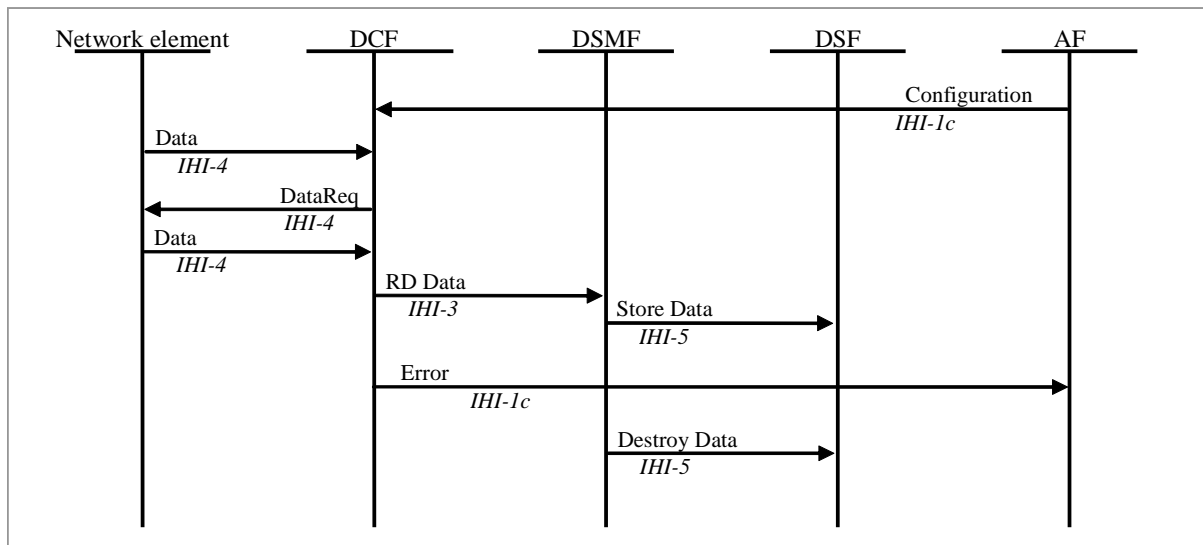 Network element DCF DSMF DSF AF
Configuration
IHI-1c
Data
IHI-4
DataReq
IHI-4
Data
IHI-4
RD Data
IHI-3
Store Data
IHI-5
Error
IHI-1c
Destroy Data
IHI-5